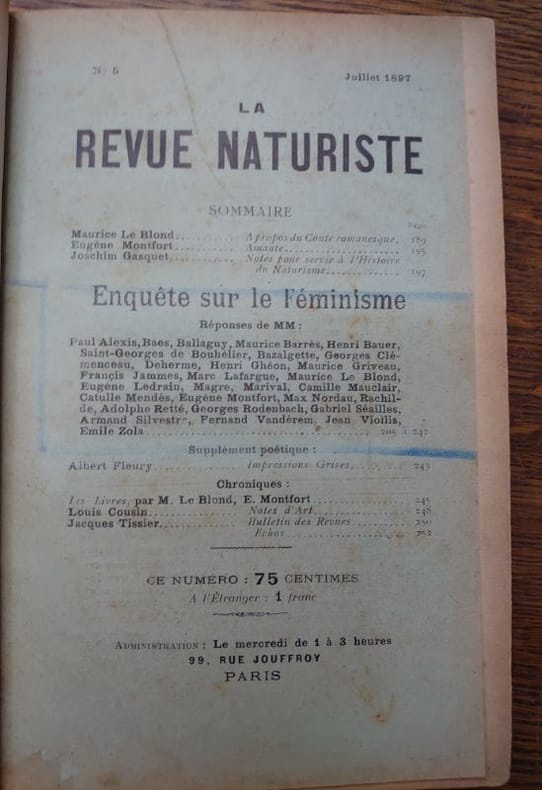 No 5
Juillet 1897
LA
REVUE NATURISTE
SOMMAIRE
Pages
Maurice Le Blond.......... A propos du Conte romanesque. 189
Eugène Montfort.......... Amante.................. 195
Joachim Gasquet.......... Notes pour servir à l'Histoire
du Naturisme............. 197
Enquête sur le Féminisme
Réponses de MM :
Paul Alexis, Baes, Ballaguy, Maurice Barrès, Henri Bauer,
Saint-Georges de Bouhélier, Bazalgette, Georges Clé-
menceau, Deherme, Henri Ghéon, Maurice Griveau,
Francis Jammes, Marc Lafargue, Maurice Le Blond,
Eugène Ledrain, Magre, Marival, Camille Mauclair,
Catulle Mendès, Eugène Montfort, Max Nordau, Rachil-
de, Adolphe Retté, Georges Rodenbach, Gabriel Séailles,
Armand Silvestre, Fernand Vandérem, Jean Viollis,
Emile Zola.......................... 205 à 242
Supplément poétique :
Albert Fleury............. Impressions Grises......... 243
Chroniques :
Les Livres, par M. Le Blond, E. Montfort............
Louis Cousin............. Notes d'Art.............. 248
Jacques Tissier........... Bulletin des Revues........ 250
Echos.................. 252
CE NUMÉRO : 75 CENTIMES
A l'Étranger : 1 franc
ADMINISTRATION : Le mercredi de 1 à 3 heures
99, RUE JOUFFROY
PARIS